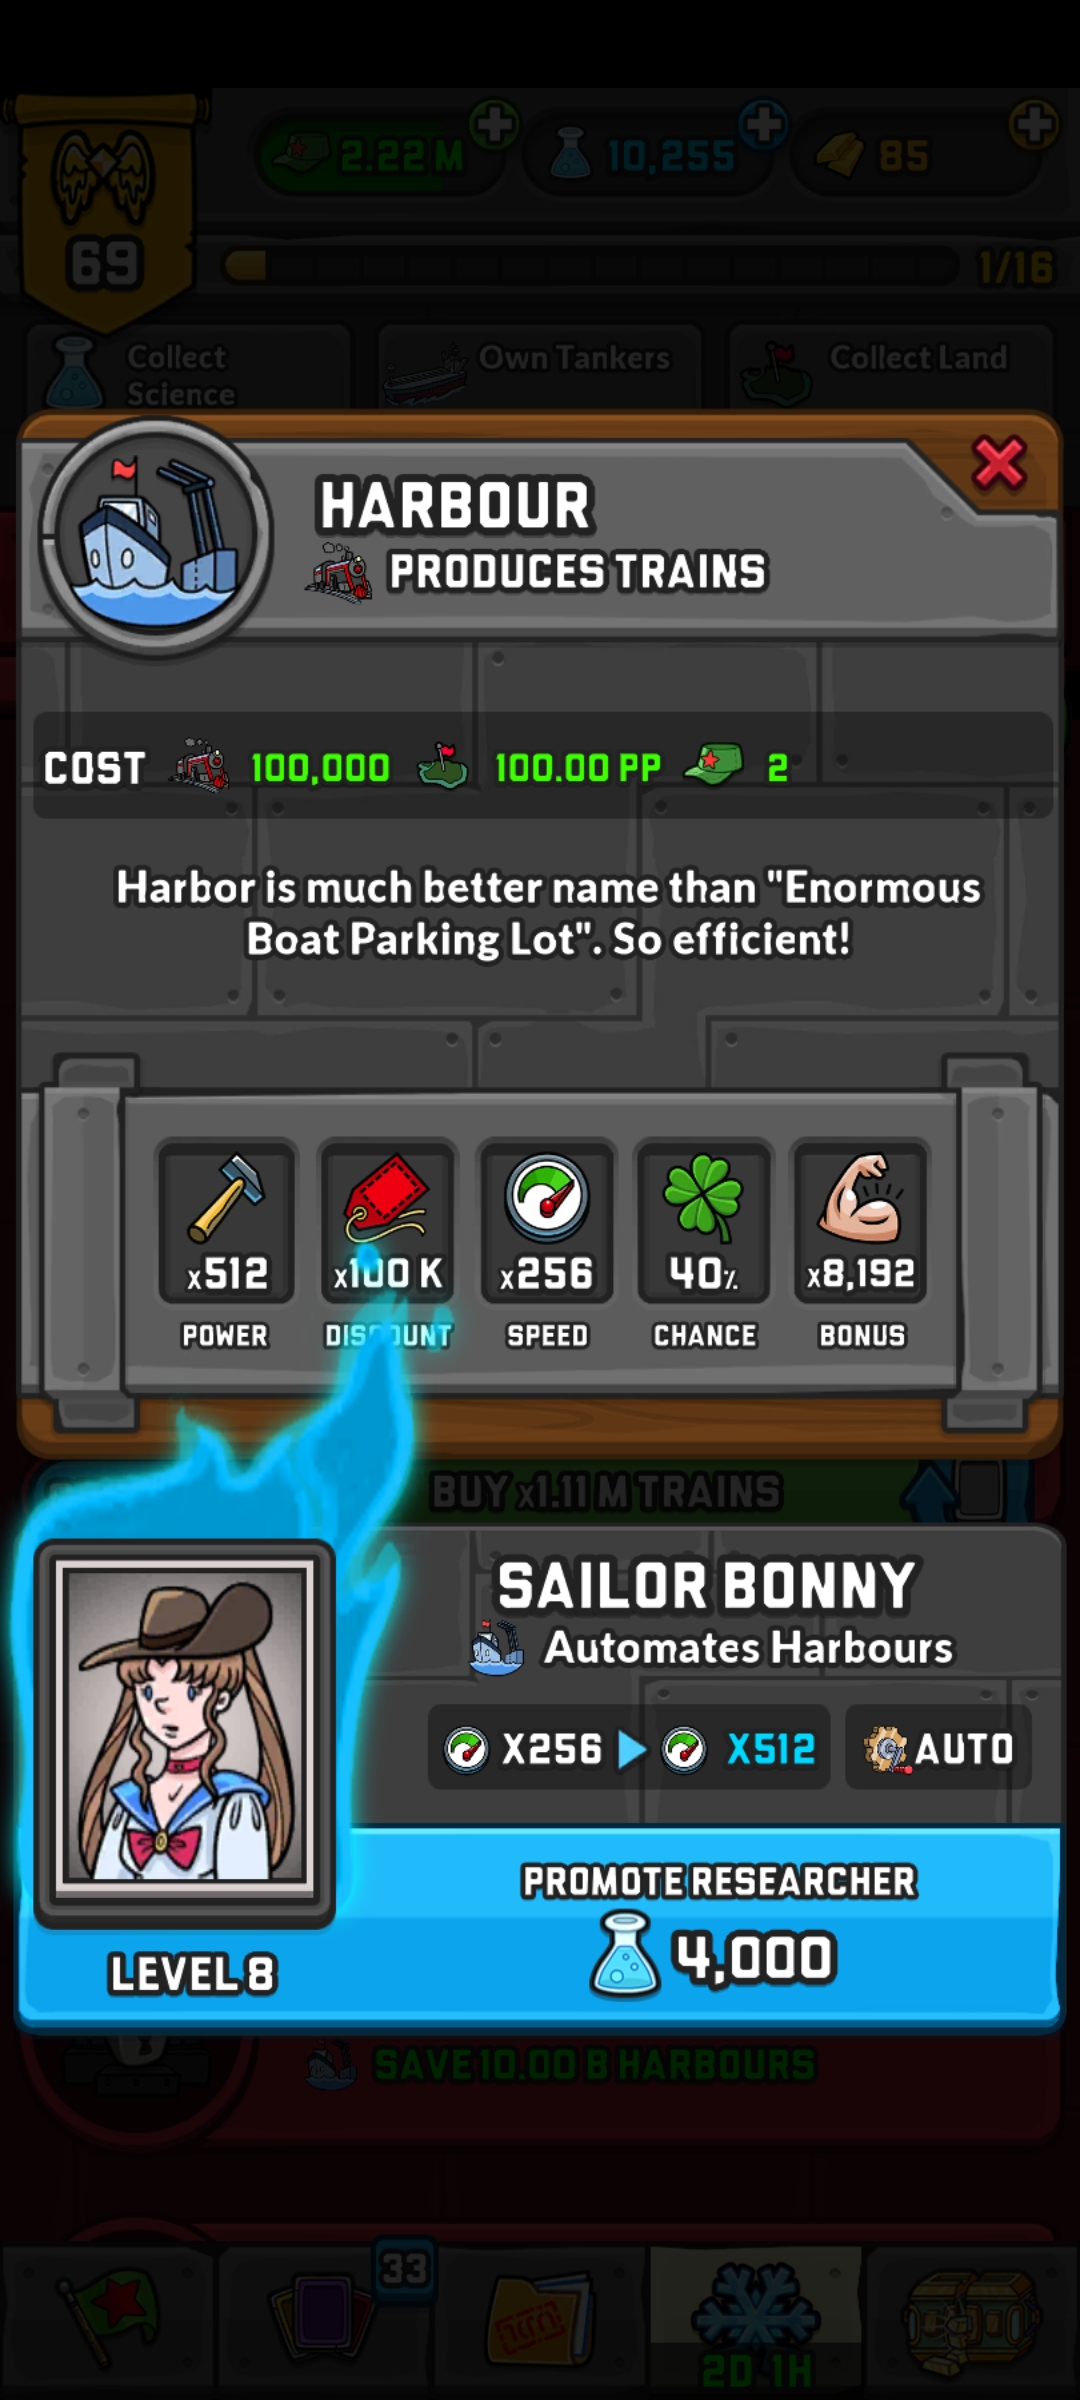 2.22 M
10,255
85
69
1/16
Collect
Science
Own Tankers
Collect Land
HARBOUR
PRODUCES TRAINS
COST 100,000 100.00 PP 2
Harbor is much better name than "Enormous
Boat Parking Lot". So efficient!
x512
x100 K
x256
40%
x8,192
POWER
DISCOUNT
SPEED
CHANCE
BONUS
BUY x1.11 M TRAINS
SAILOR BONNY
Automates Harbours
X256
X512
AUTO
PROMOTE RESEARCHER
4,000
LEVEL 8
SAVE 10.00 B HARBOURS
33
2D 1H